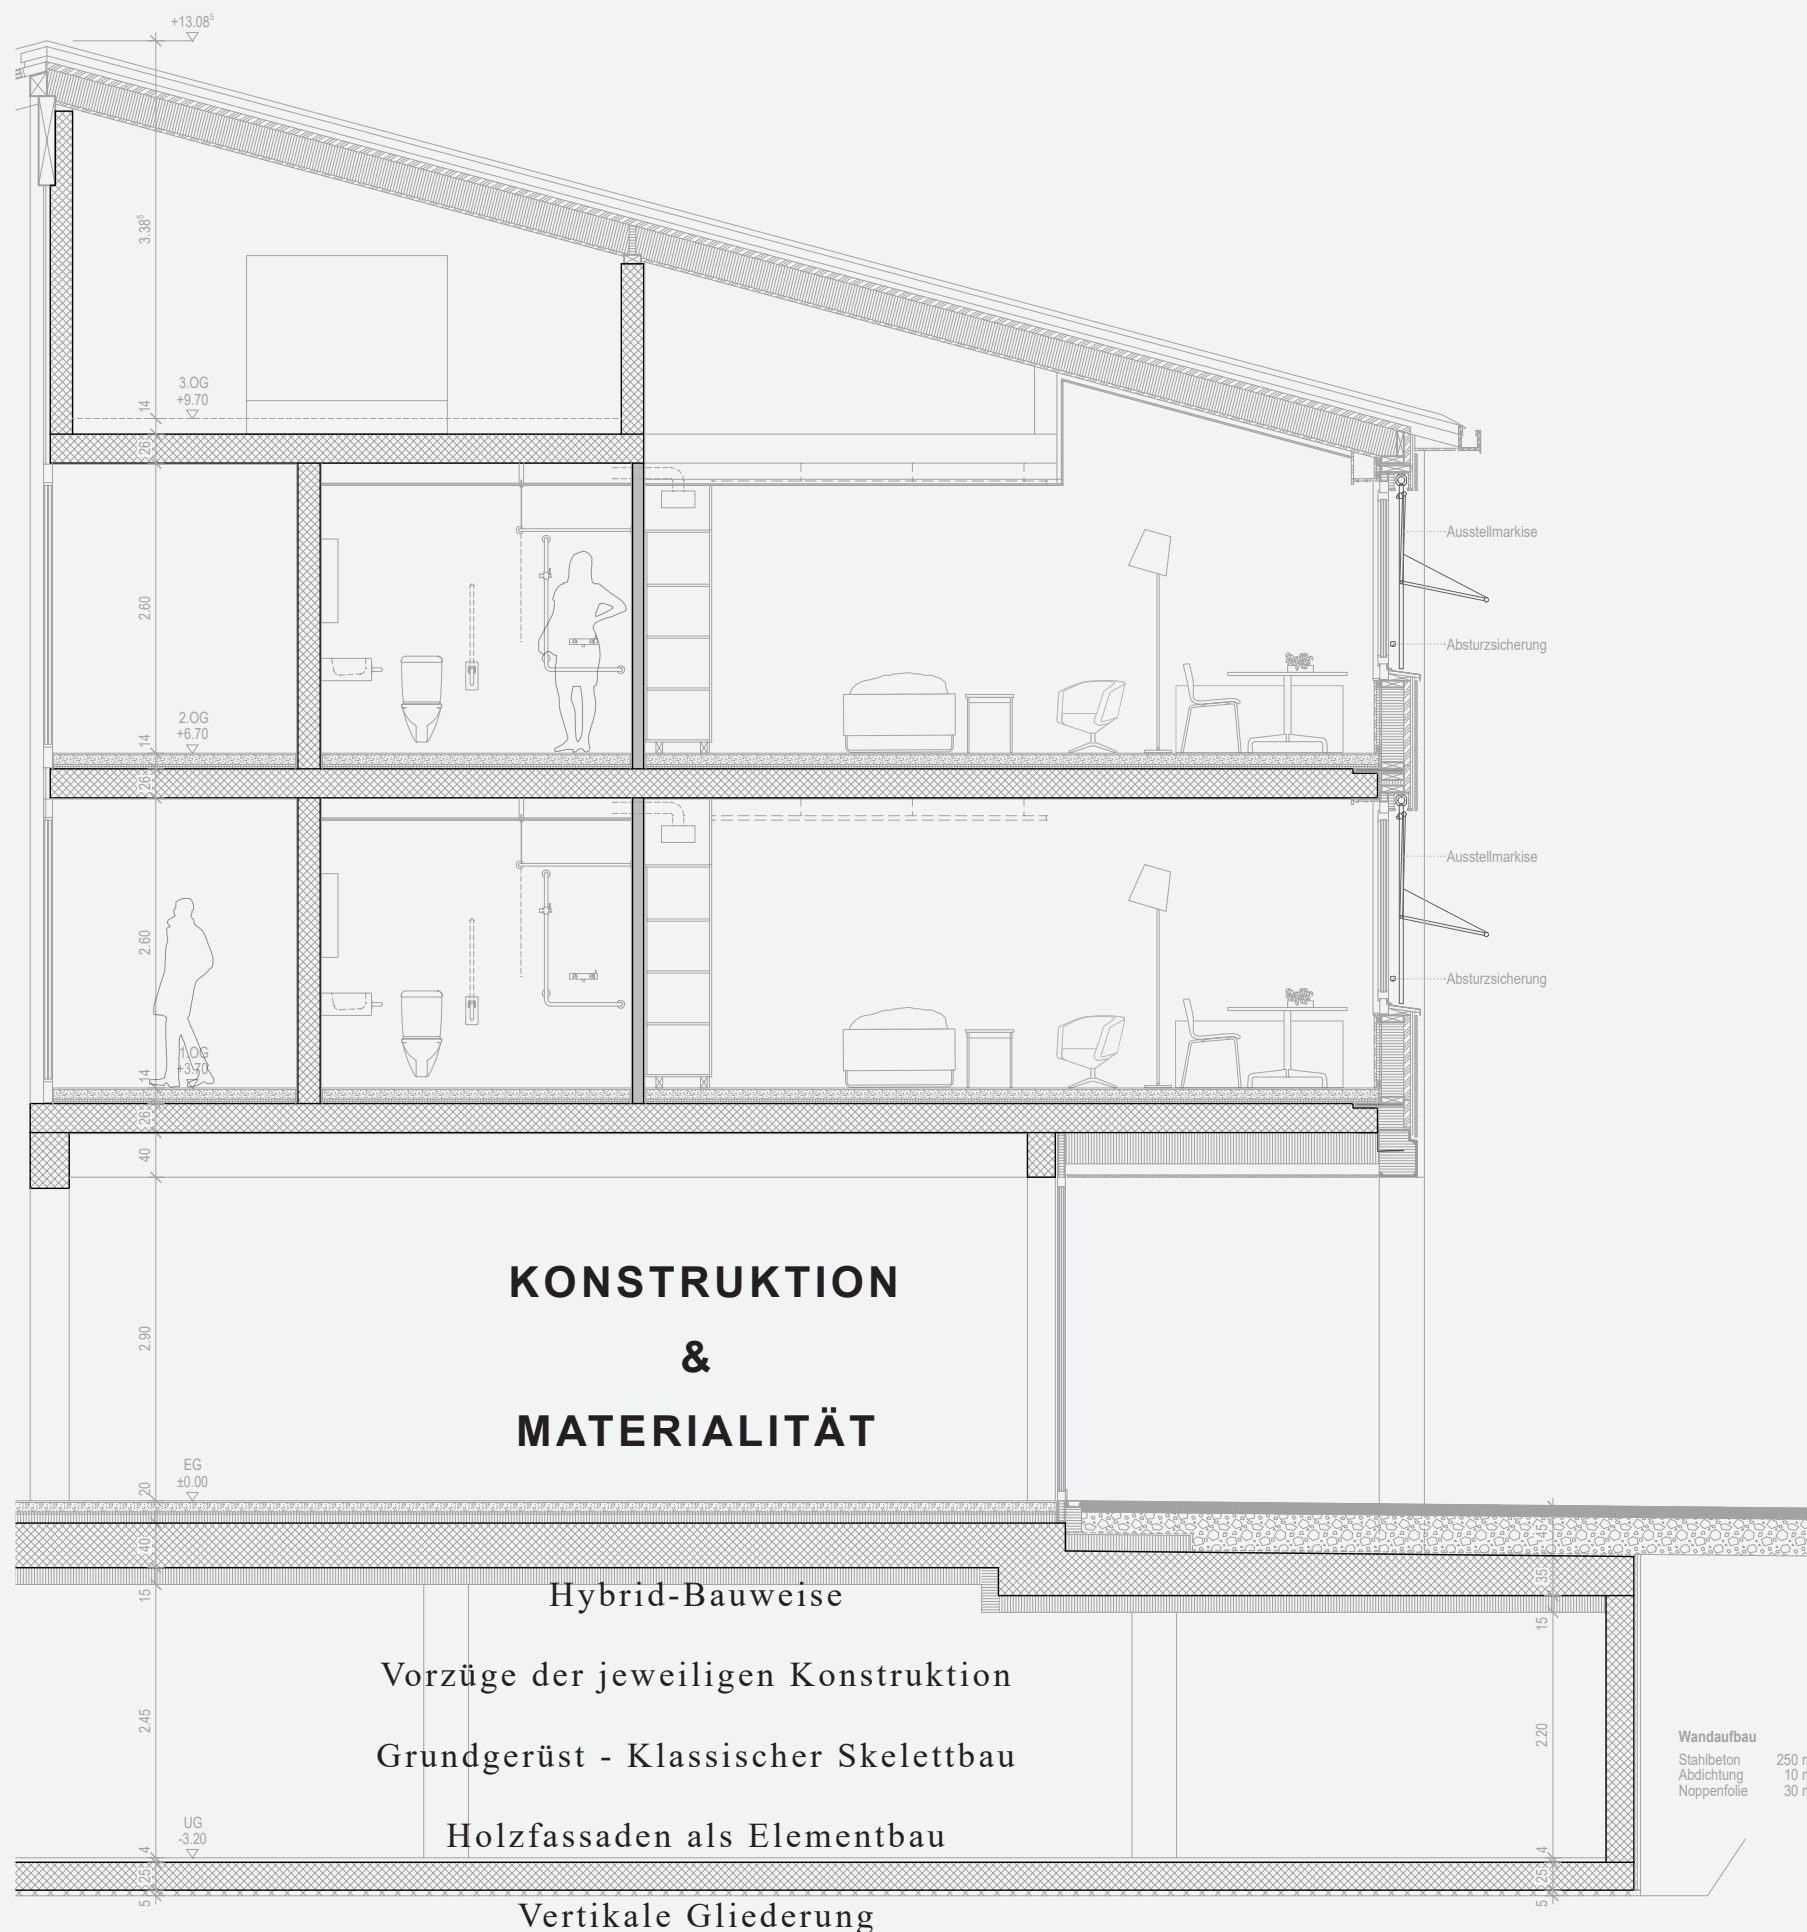 +13.08⁵
3.38⁵
3.OG
+9.70
14
26
Ausstellmarkise
2.60
Absturzsicherung
2.OG
+6.70
14
26
Ausstellmarkise
2.60
Absturzsicherung
1.OG
+3.70
14
26
40
KONSTRUKTION
&
MATERIALITÄT
2.90
EG
±0.00
20
45
40
35
15
15
Hybrid-Bauweise
Vorzüge der jeweiligen Konstruktion
2.45
2.20
Grundgerüst - Klassischer Skelettbau
Wandaufbau
Stahlbeton 250 m
Abdichtung 10 m
Noppenfolie 30 m
UG
-3.20
Holzfassaden als Elementbau
4
4
25
25
5
5
Vertikale Gliederung